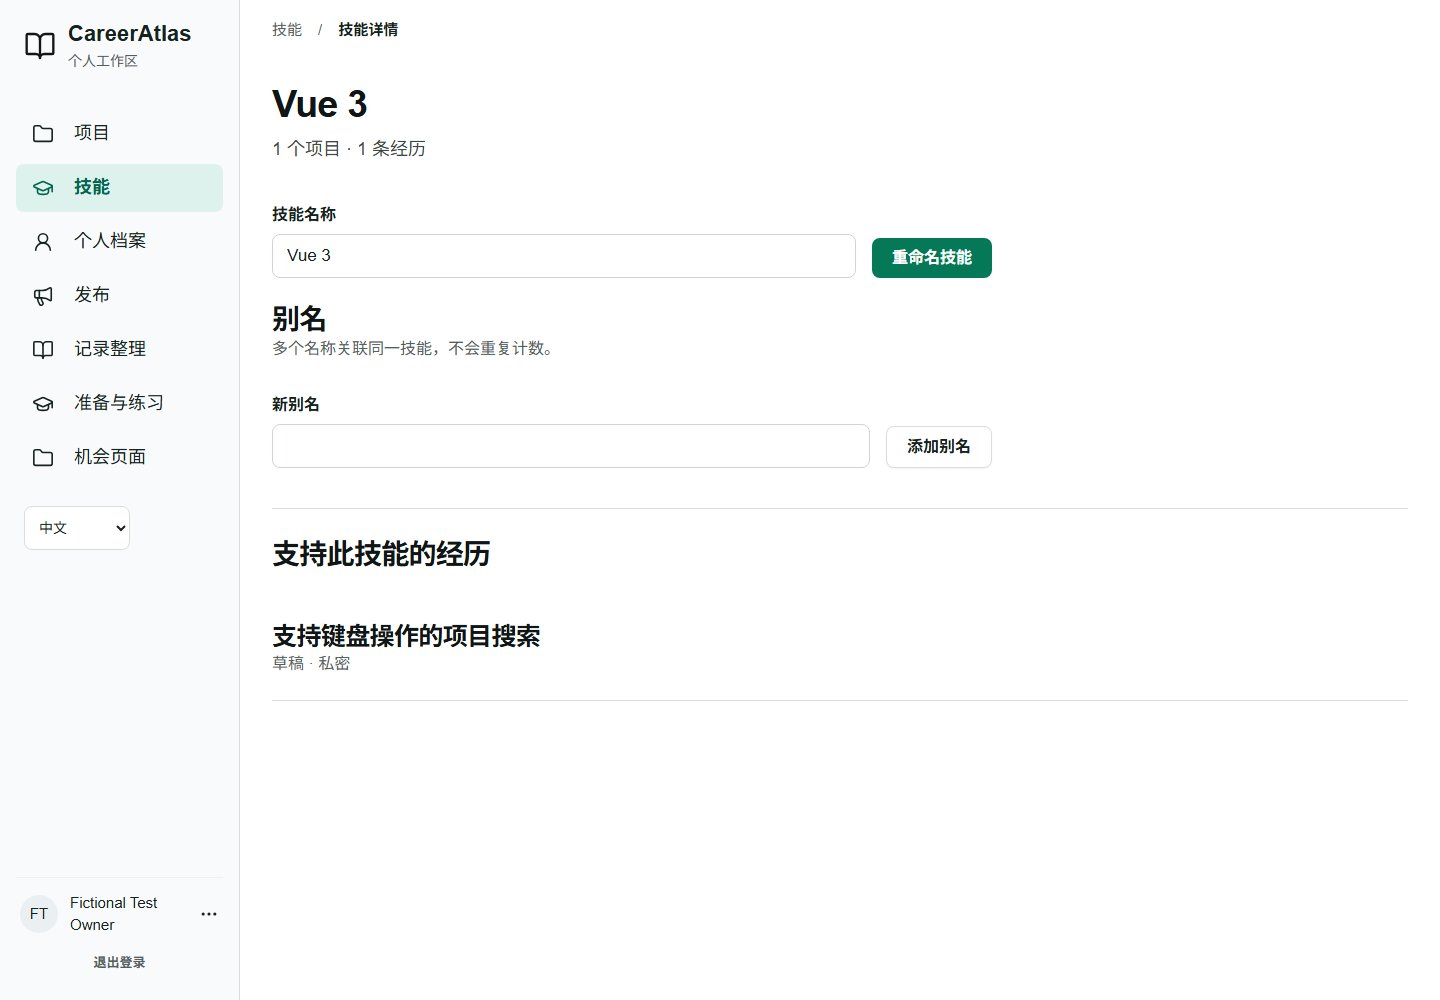 CareerAtlas
个人工作区
项目
技能
个人档案
发布
记录整理
准备与练习
机会页面
中文
FT
Fictional Test
Owner
退出登录
技能 / 技能详情
Vue 3
1 个项目 · 1 条经历
技能名称
Vue 3
重命名技能
别名
多个名称关联同一技能，不会重复计数。
新别名
添加别名
支持此技能的经历
支持键盘操作的项目搜索
草稿 · 私密